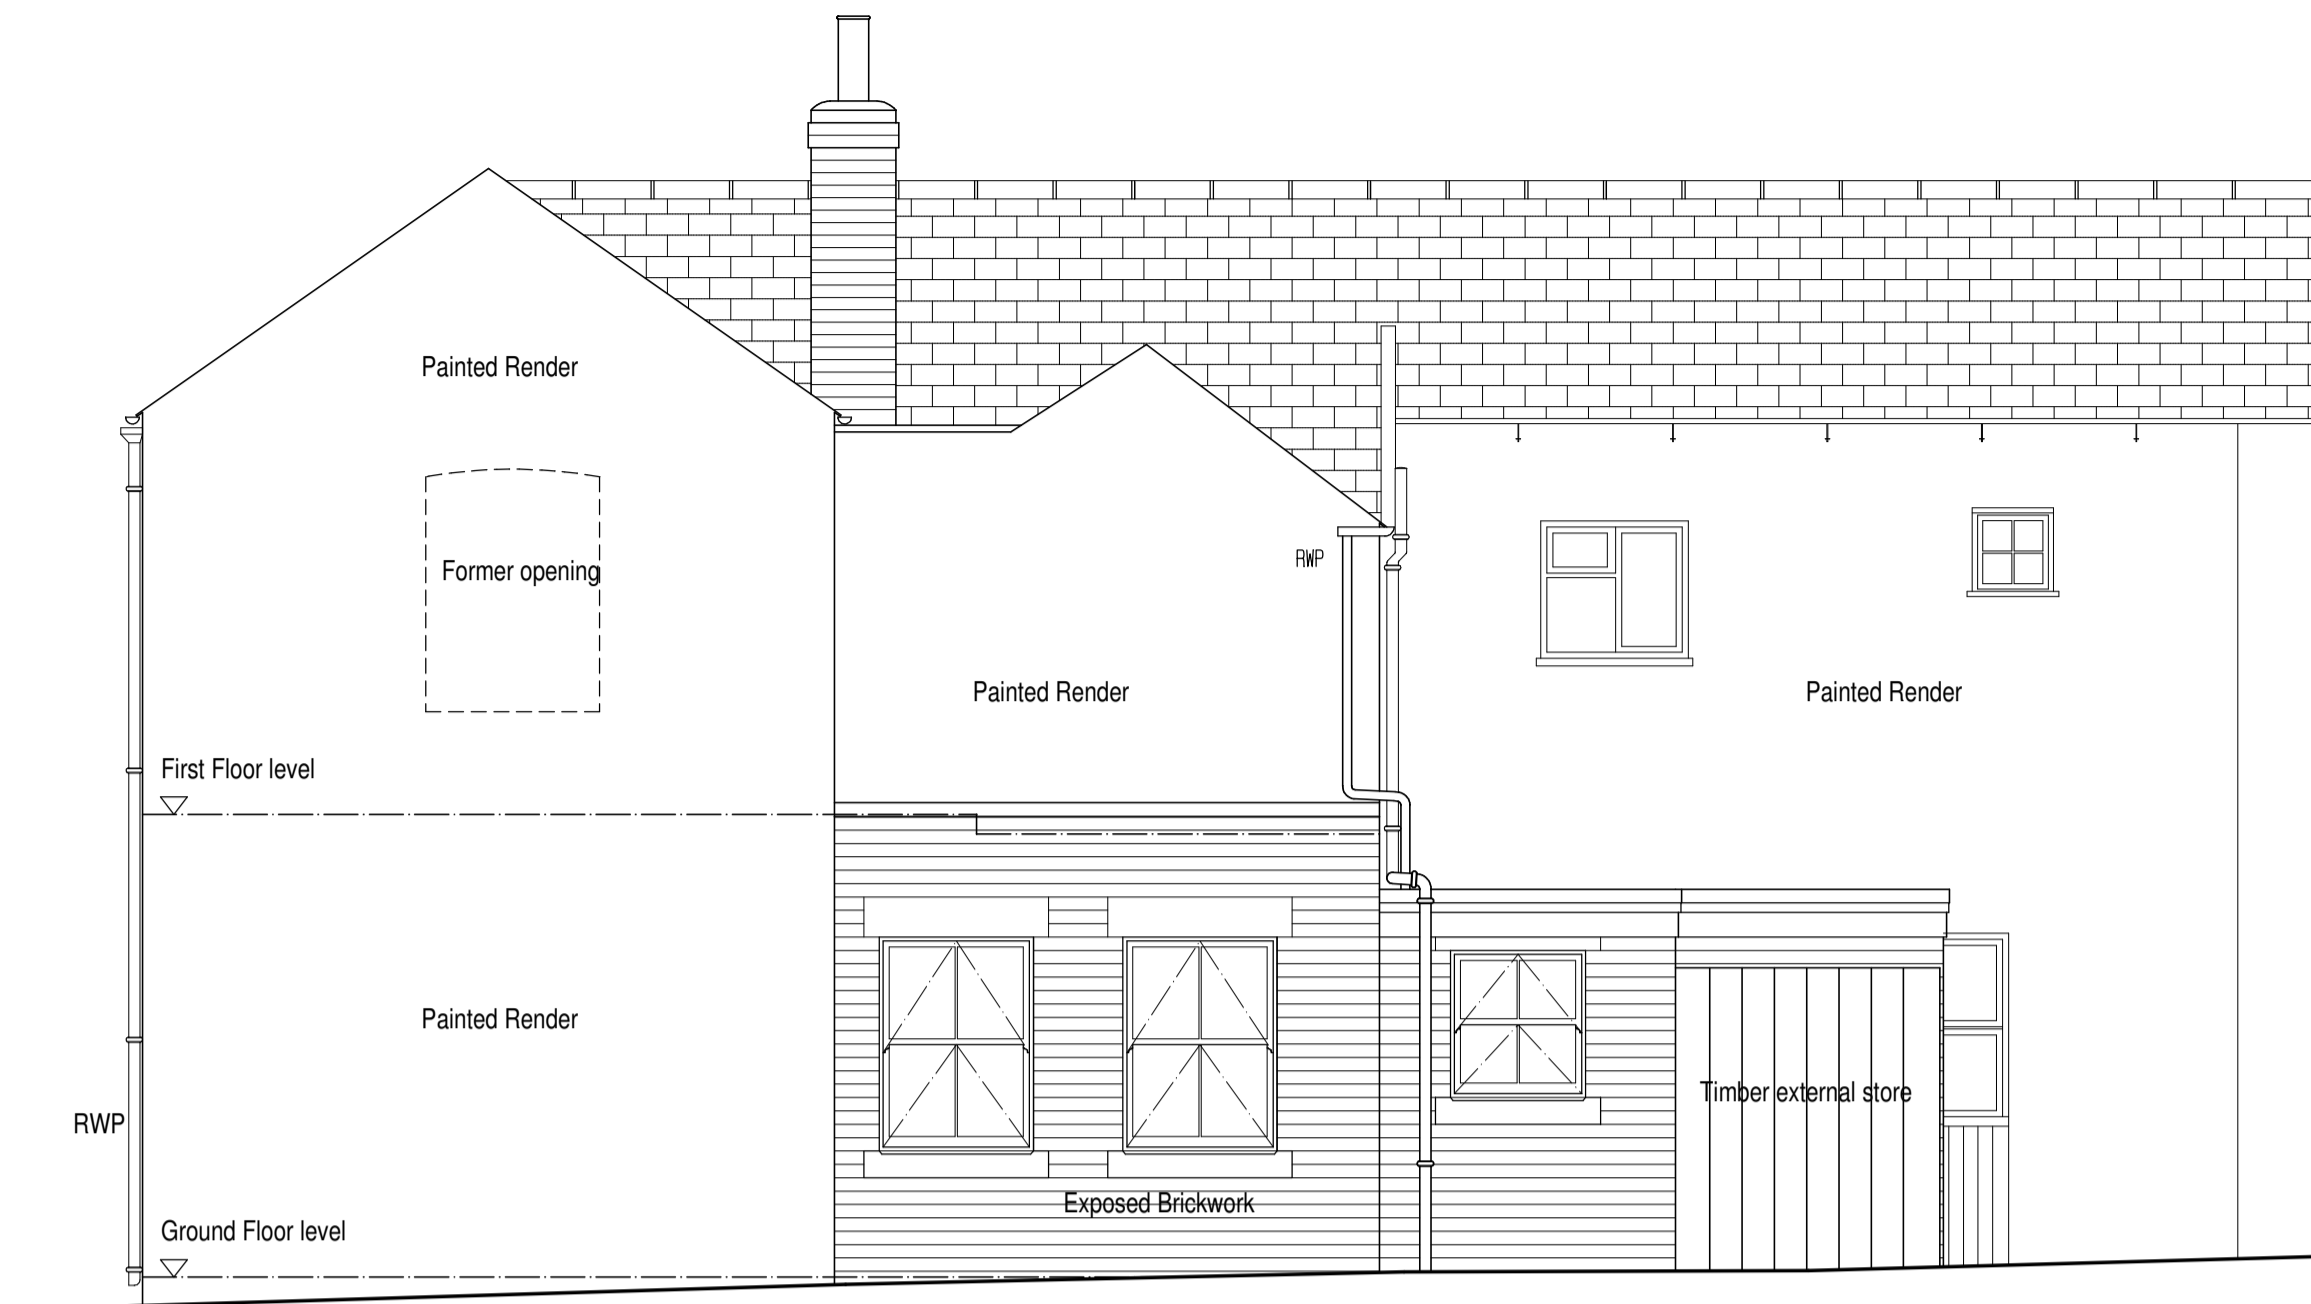 Painted Render
Former opening
RWP
Painted Render
Painted Render
First Floor level
Painted Render
Timber external store
RWP
Exposed Brickwork
Ground Floor level